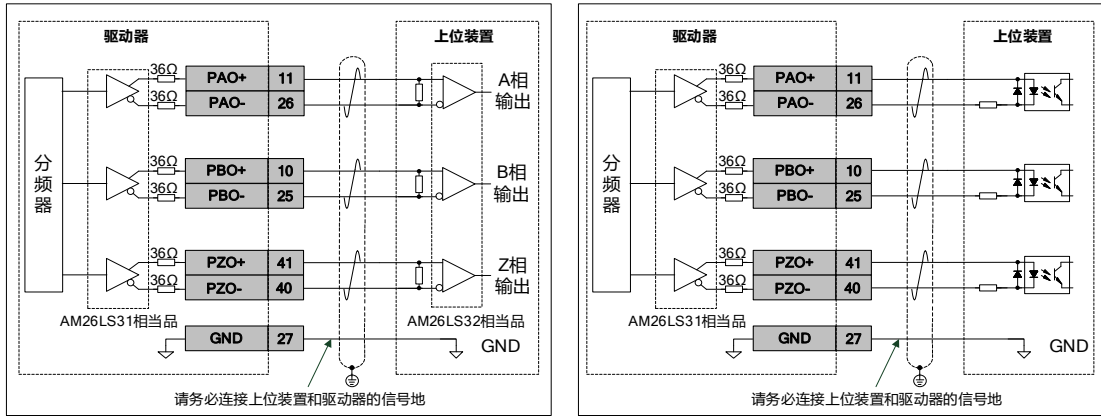 驱动器
上位装置
分频器
36Ω
PAO+ 11
36Ω
PAO- 26
A相
输出
36Ω
PBO+ 10
36Ω
PBO- 25
B相
输出
36Ω
PZO+ 41
36Ω
PZO- 40
Z相
输出
AM26LS31相当品
AM26LS32相当品
GND 27
GND
请务必连接上位装置和驱动器的信号地
驱动器
上位装置
分频器
36Ω
PAO+ 11
36Ω
PAO- 26
36Ω
PBO+ 10
36Ω
PBO- 25
36Ω
PZO+ 41
36Ω
PZO- 40
AM26LS31相当品
GND 27
GND
请务必连接上位装置和驱动器的信号地